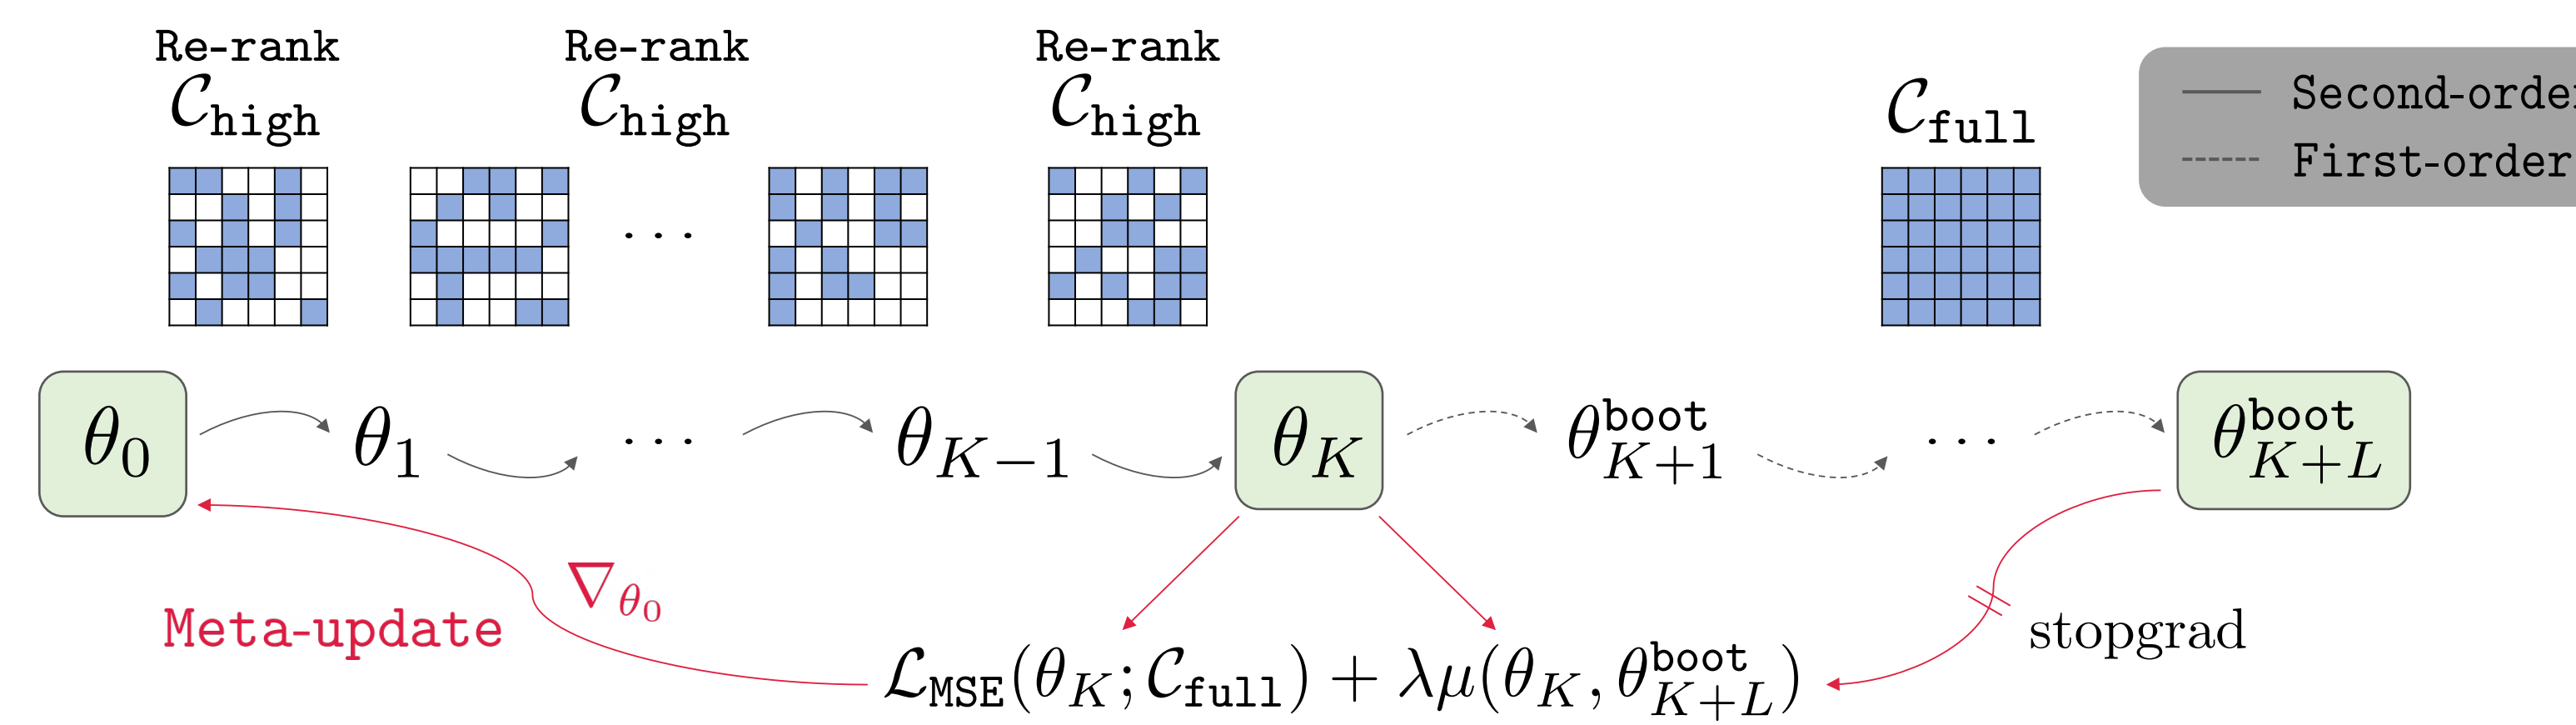 Re-rank
𝒞_high
Re-rank
𝒞_high
Re-rank
𝒞_high
𝒞_full
Second-order
First-order
···
θ_0
θ_1
···
θ_{K−1}
θ_K
θ^boot_{K+1}
···
θ^boot_{K+L}
∇_{θ_0}
Meta-update
stopgrad
ℒ_MSE(θ_K; 𝒞_full) + λμ(θ_K, θ^boot_{K+L})